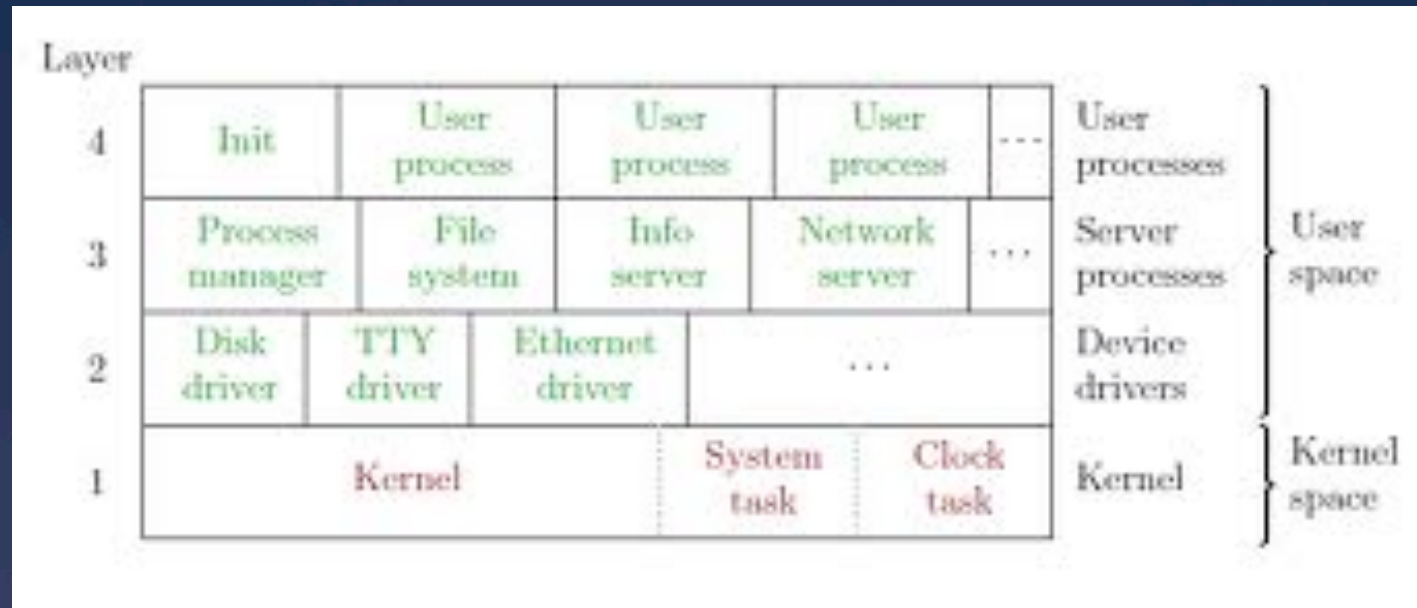 Layer
4
Init
User
process
User
process
User
process
- - -
User
processes
3
Process
manager
File
system
Info
server
Network
server
...
Server
processes
User
space
2
Disk
driver
TTY
driver
Ethernet
driver
...
Device
drivers
1
Kernel
System
task
Clock
task
Kernel
Kernel
space